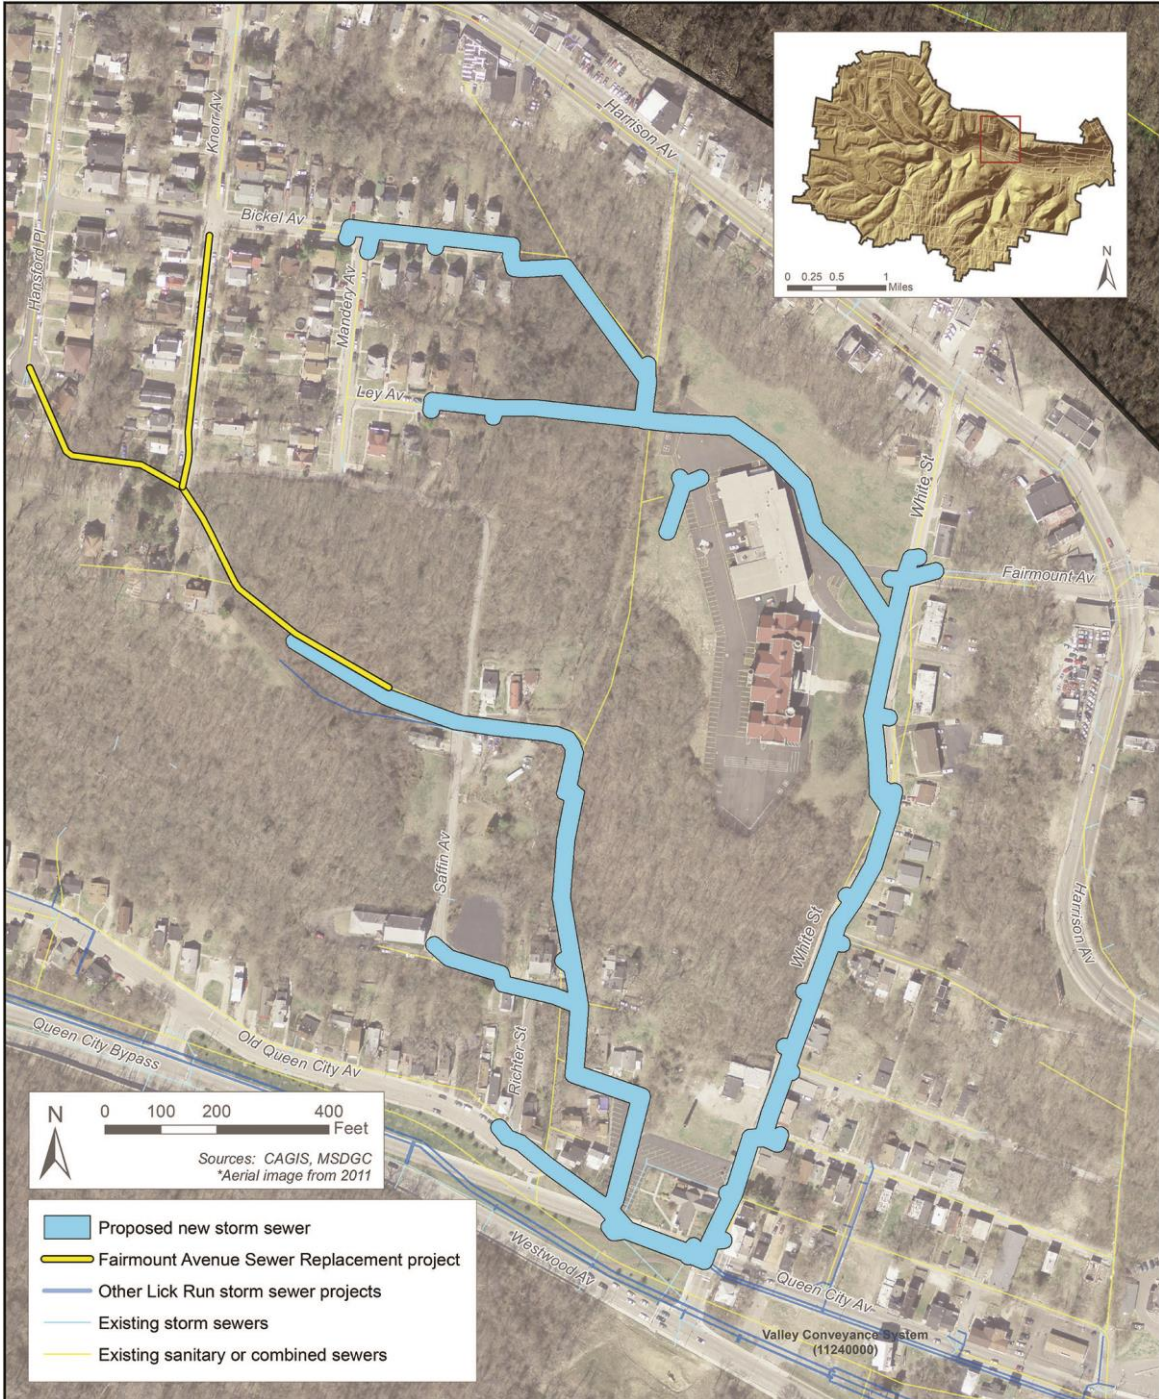 Harrison Av
Knorr Av
Bickel Av
Hansford Pl
Mandery Av
Ley Av
White St
Fairmount Av
N
0 0.25 0.5 1
Miles
Saffin Av
White St
Harrison Av
Queen City Bypass
Old Queen City Av
Richter St
Westwood Av
Queen City Av
Valley Conveyance System
(11240000)
N
0 100 200 400
Feet
Sources: CAGIS, MSDGC
*Aerial image from 2011
Proposed new storm sewer
Fairmount Avenue Sewer Replacement project
Other Lick Run storm sewer projects
Existing storm sewers
Existing sanitary or combined sewers